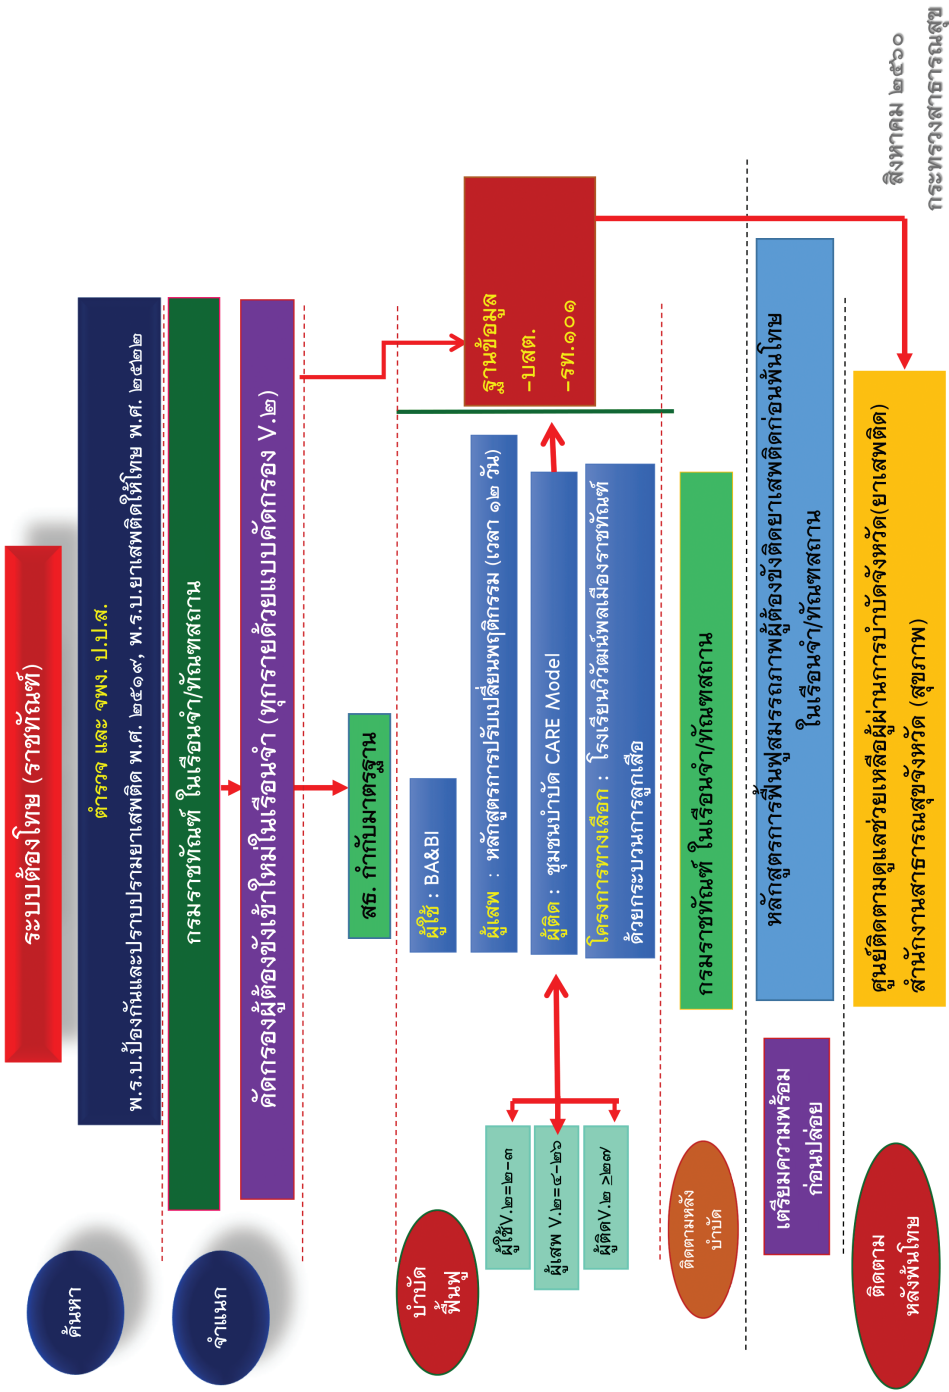 ระบบต้องโทษ (ราชทัณฑ์)
ค้นหา
ตำรวจ และ จพง. ป.ป.ส.
พ.ร.บ.ป้องกันและปราบปรามยาเสพติด พ.ศ. ๒๕๑๙, พ.ร.บ.ยาเสพติดให้โทษ พ.ศ. ๒๕๒๒
จำแนก
กรมราชทัณฑ์ ในเรือนจำ/ทัณฑสถาน
คัดกรองผู้ต้องขังเข้าใหม่ในเรือนจำ (ทุกรายด้วยแบบคัดกรอง V.๒)
สธ. กำกับมาตรฐาน
บำบัด
ฟื้นฟู
ผู้ใช้V.๒=๒-๓
ผู้เสพ V.๒=๔-๒๖
ผู้ติดV.๒ ≥๒๗
ผู้ใช้ : BA&BI
ผู้เสพ : หลักสูตรการปรับเปลี่ยนพฤติกรรม (เวลา ๑๒ วัน)
ผู้ติด : ชุมชนบำบัด CARE Model
โครงการทางเลือก : โรงเรียนวิวัฒน์พลเมืองราชทัณฑ์
ด้วยกระบวนการลูกเสือ
ฐานข้อมูล
-บสต.
-รท.๑๐๑
ติดตามหลัง
บำบัด
กรมราชทัณฑ์ ในเรือนจำ/ทัณฑสถาน
เตรียมความพร้อม
ก่อนปล่อย
หลักสูตรการฟื้นฟูสมรรถภาพผู้ต้องขังติดยาเสพติดก่อนพ้นโทษ
ในเรือนจำ/ทัณฑสถาน
ติดตาม
หลังพ้นโทษ
ศูนย์ติดตามดูแลช่วยเหลือผู้ผ่านการบำบัดจังหวัด(ยาเสพติด)
สำนักงานสาธารณสุขจังหวัด (สุขภาพ)
สิงหาคม ๒๕๖๐
กระทรวงสาธารณสุข